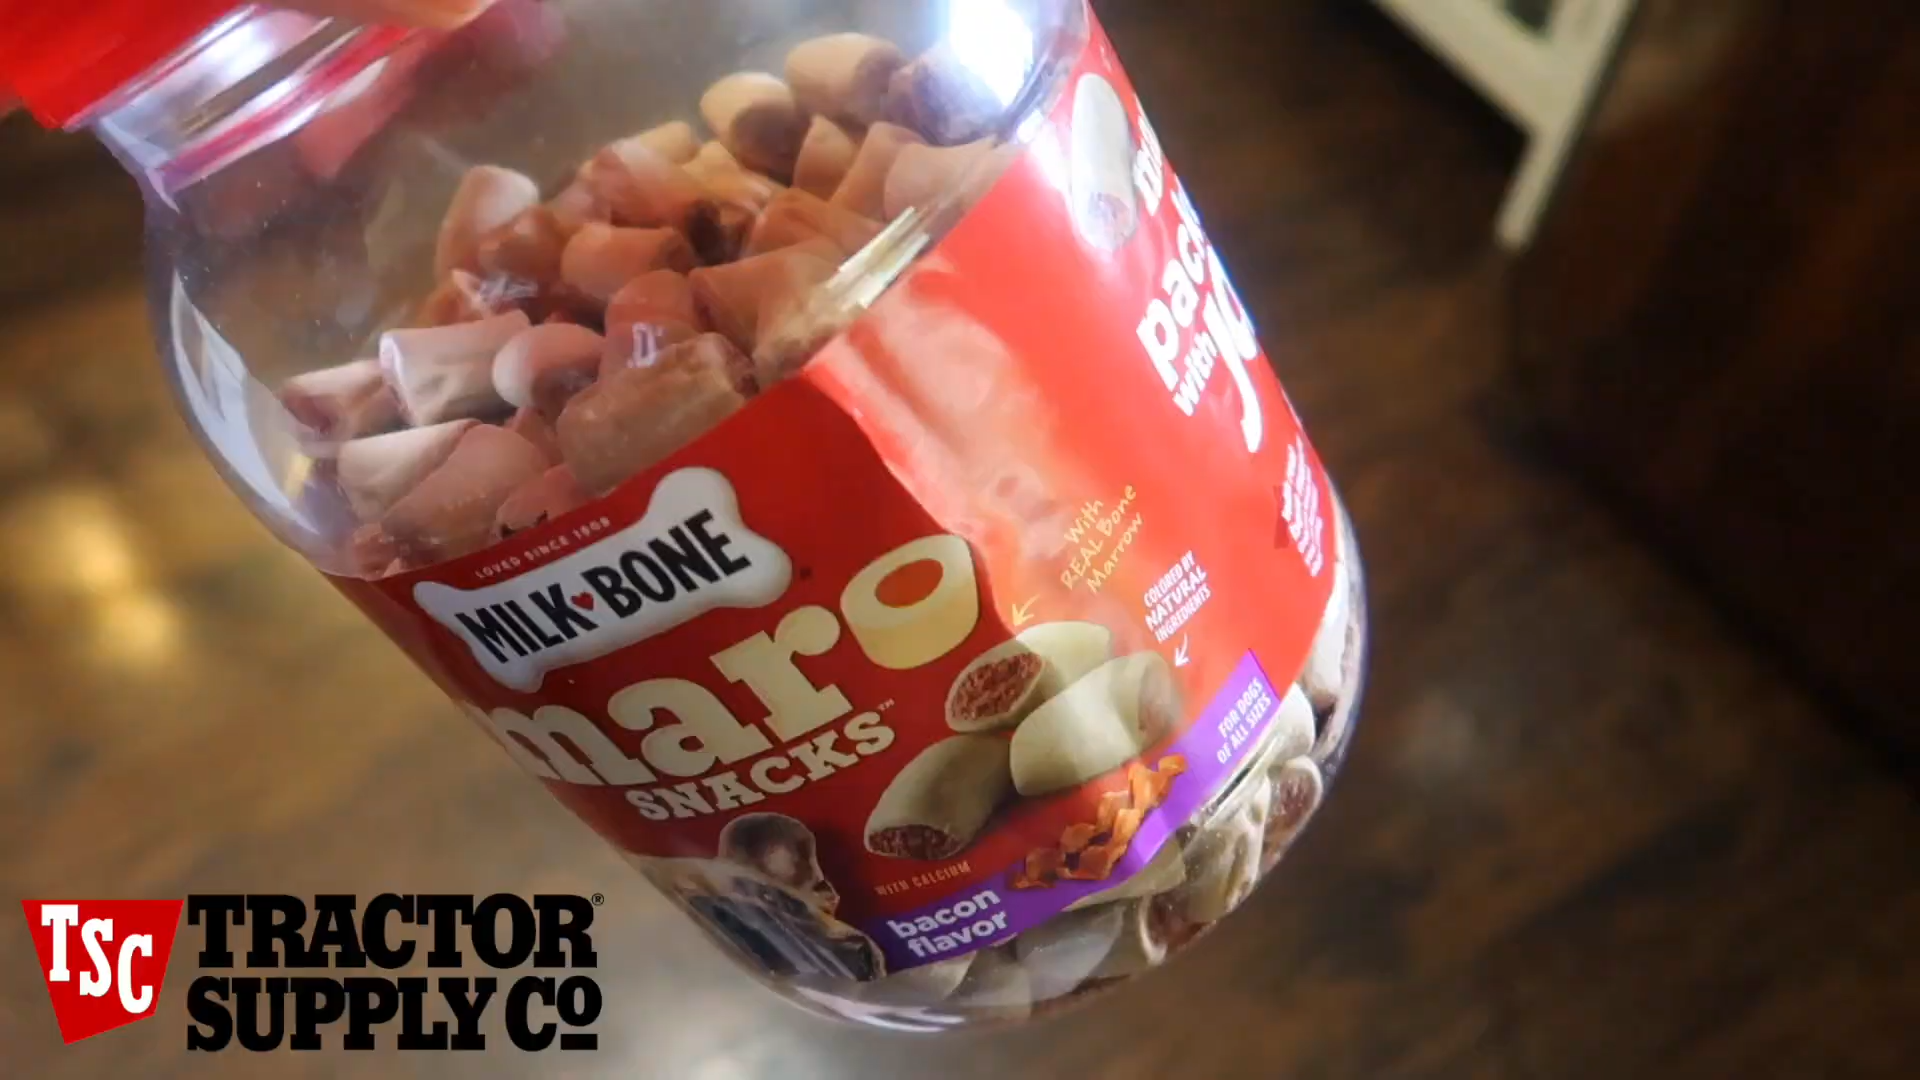 LOVED SINCE 1908
MILK BONE
maro
SNACKS™
With
REAL Bone
Marrow
COLORED BY
NATURAL
INGREDIENTS
FOR DOGS
OF ALL SIZES
WITH CALCIUM
bacon
flavor
with
TSC
TRACTOR®
SUPPLY CO